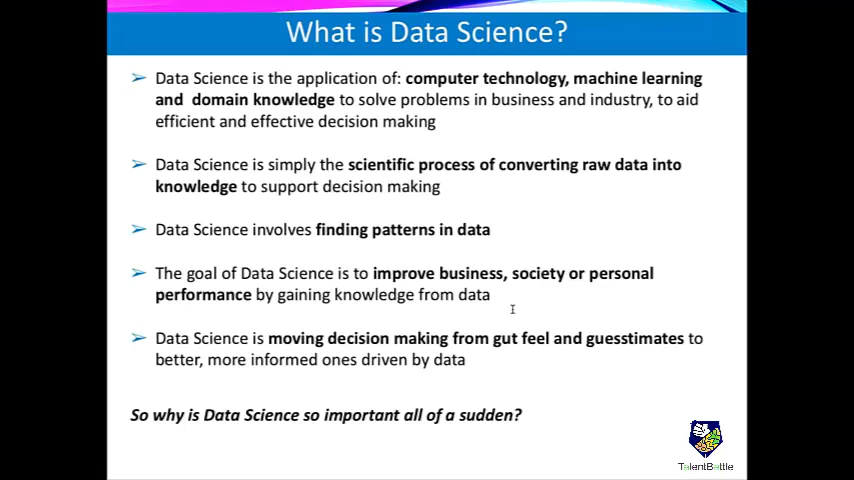 What is Data Science?
➢ Data Science is the application of: computer technology, machine learning
and domain knowledge to solve problems in business and industry, to aid
efficient and effective decision making
➢ Data Science is simply the scientific process of converting raw data into
knowledge to support decision making
➢ Data Science involves finding patterns in data
➢ The goal of Data Science is to improve business, society or personal
performance by gaining knowledge from data
➢ Data Science is moving decision making from gut feel and guesstimates to
better, more informed ones driven by data
So why is Data Science so important all of a sudden?
TalentBattle